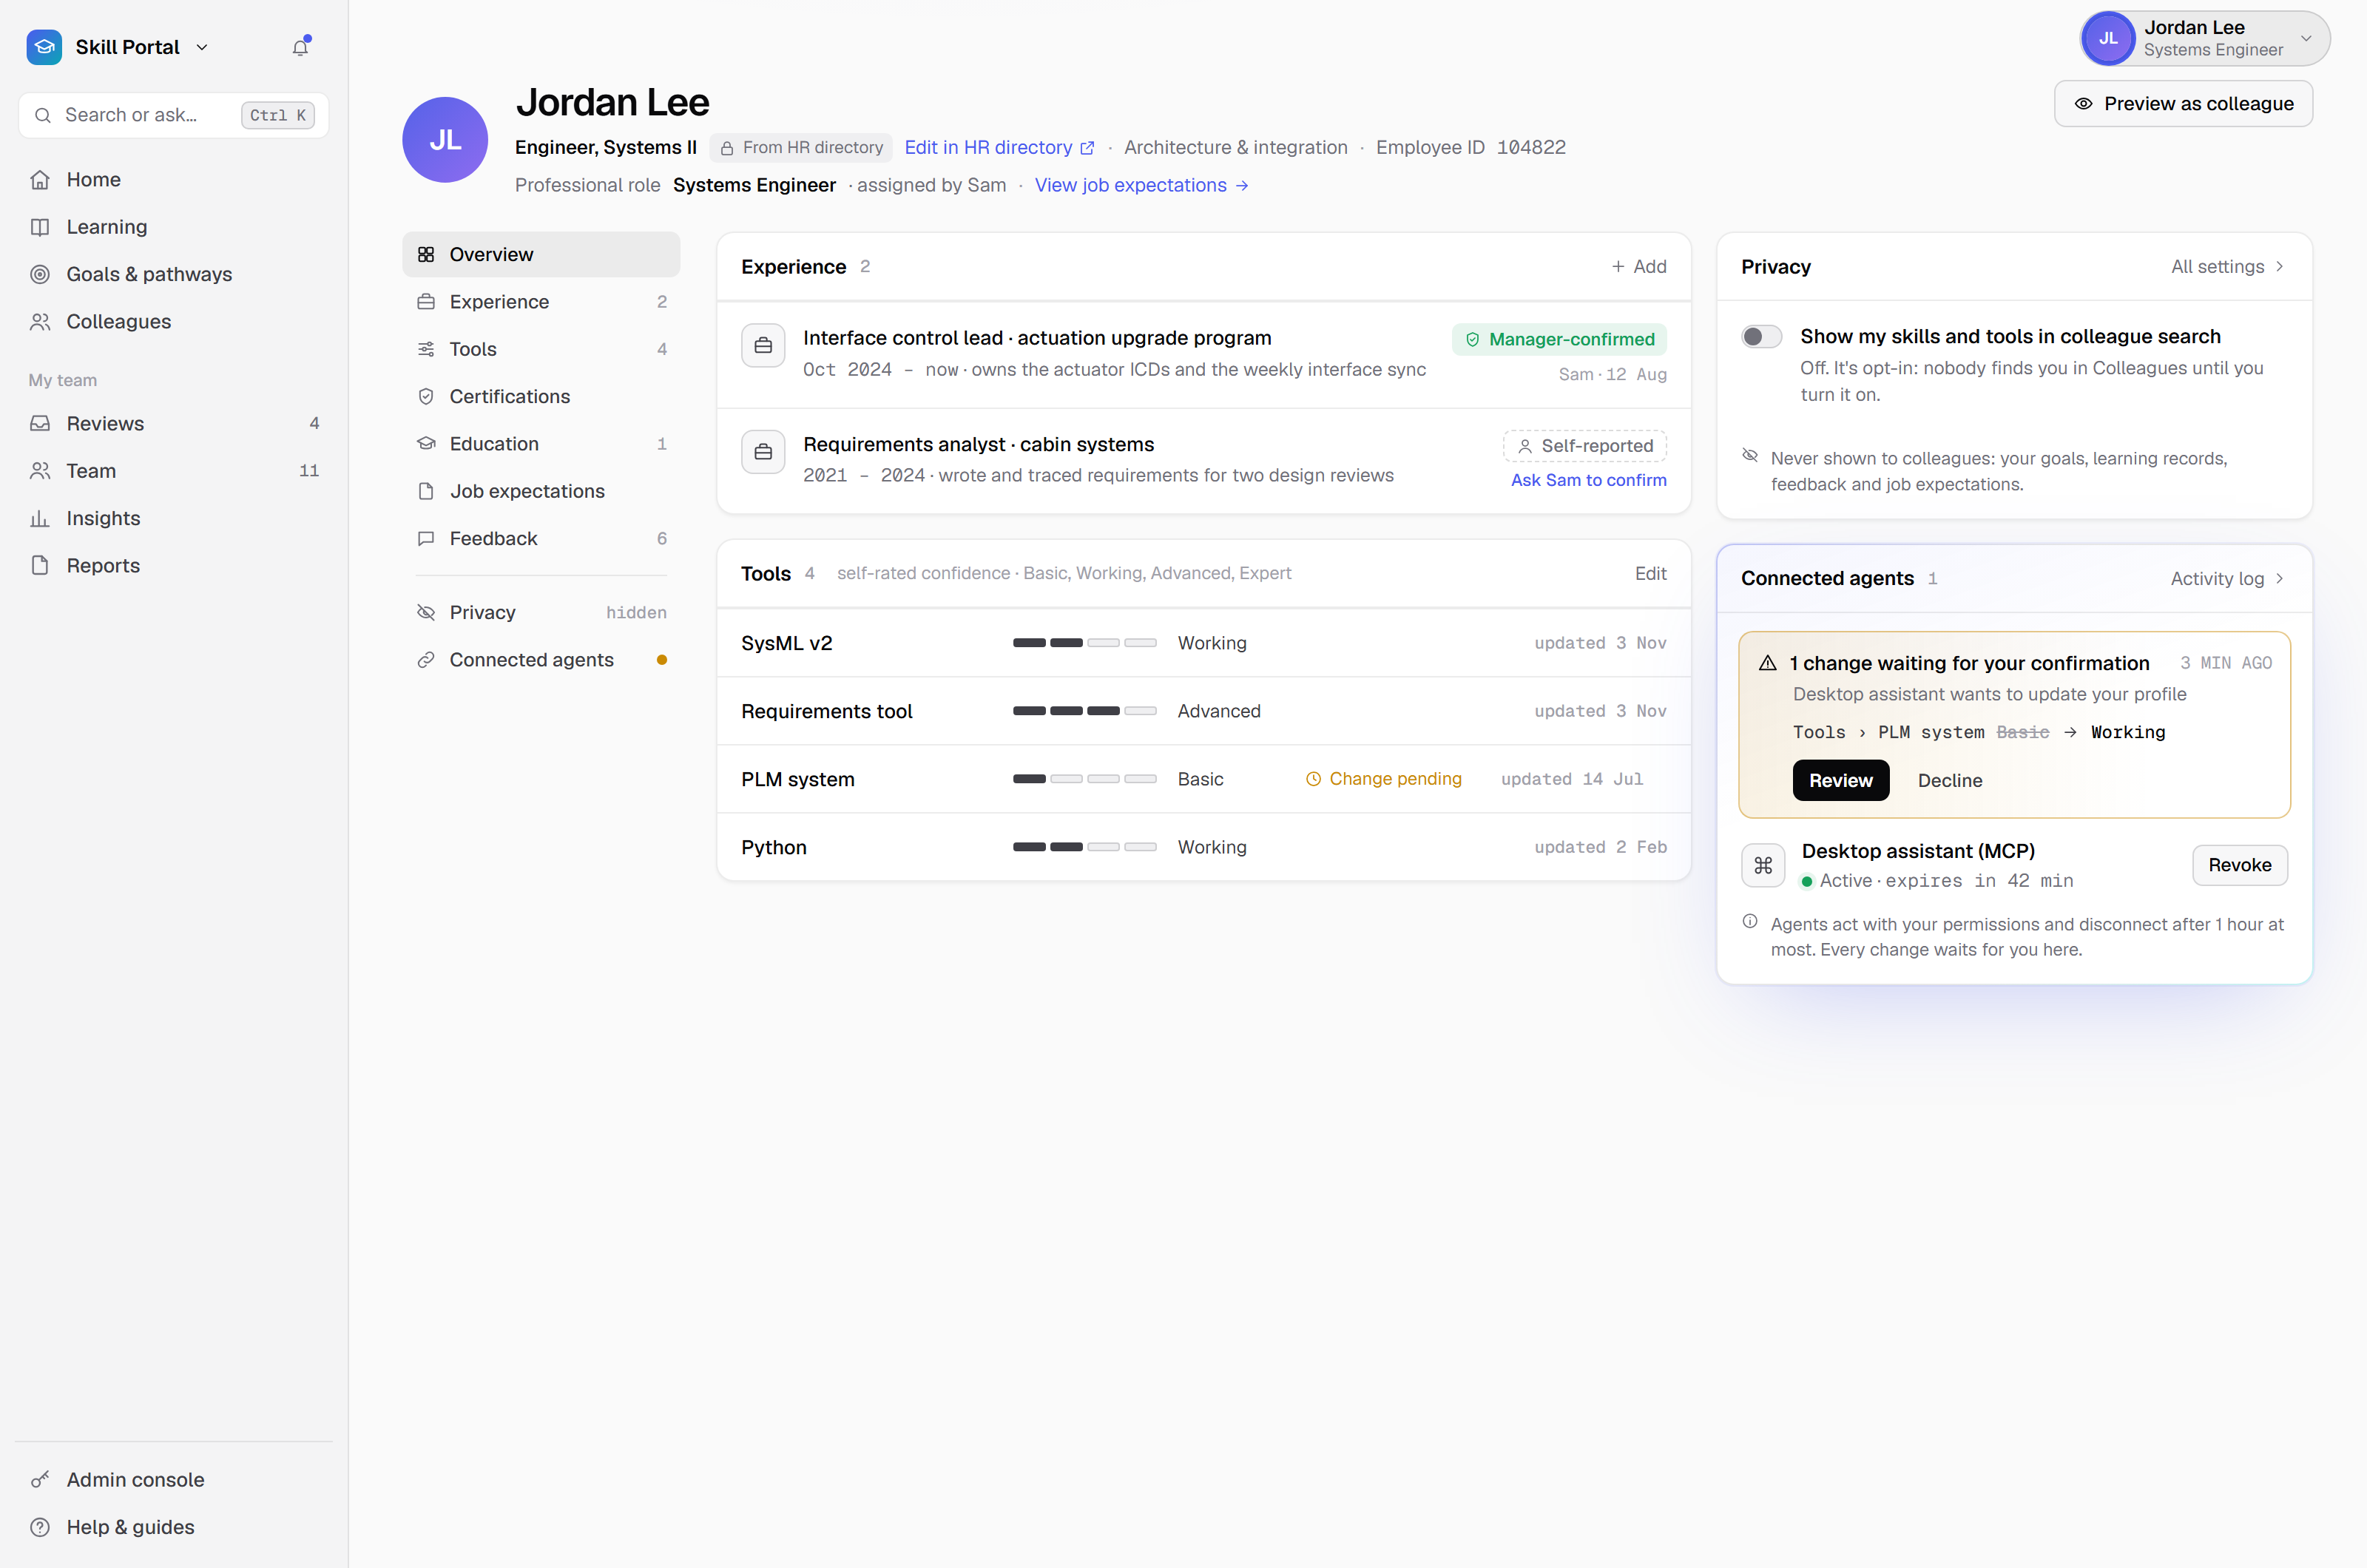 Skill Portal
Search or ask... Ctrl K
Home
Learning
Goals & pathways
Colleagues
My team
Reviews 4
Team 11
Insights
Reports
Admin console
Help & guides
JL Jordan Lee
Systems Engineer
Preview as colleague
JL
Jordan Lee
Engineer, Systems II From HR directory Edit in HR directory · Architecture & integration · Employee ID 104822
Professional role Systems Engineer · assigned by Sam · View job expectations →
Overview
Experience 2
Tools 4
Certifications
Education 1
Job expectations
Feedback 6
Privacy hidden
Connected agents
Experience 2 + Add
Interface control lead · actuation upgrade program Manager-confirmed
Oct 2024 – now · owns the actuator ICDs and the weekly interface sync Sam · 12 Aug
Requirements analyst · cabin systems Self-reported
2021 – 2024 · wrote and traced requirements for two design reviews Ask Sam to confirm
Tools 4 self-rated confidence · Basic, Working, Advanced, Expert Edit
SysML v2 Working updated 3 Nov
Requirements tool Advanced updated 3 Nov
PLM system Basic Change pending updated 14 Jul
Python Working updated 2 Feb
Privacy All settings
Show my skills and tools in colleague search
Off. It's opt-in: nobody finds you in Colleagues until you
turn it on.
Never shown to colleagues: your goals, learning records,
feedback and job expectations.
Connected agents 1 Activity log
1 change waiting for your confirmation 3 MIN AGO
Desktop assistant wants to update your profile
Tools › PLM system Basic → Working
Review Decline
Desktop assistant (MCP)
Active · expires in 42 min Revoke
Agents act with your permissions and disconnect after 1 hour at
most. Every change waits for you here.